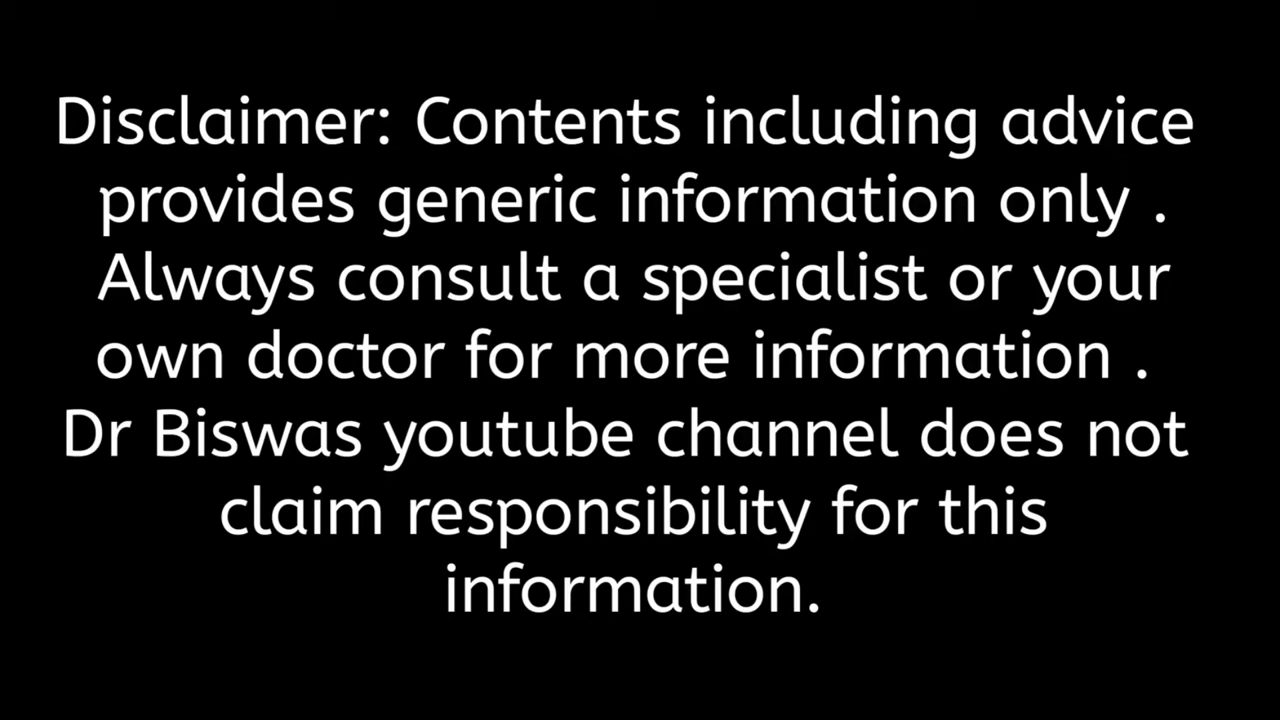 Disclaimer: Contents including advice
provides generic information only .
Always consult a specialist or your
own doctor for more information .
Dr Biswas youtube channel does not
claim responsibility for this
information.